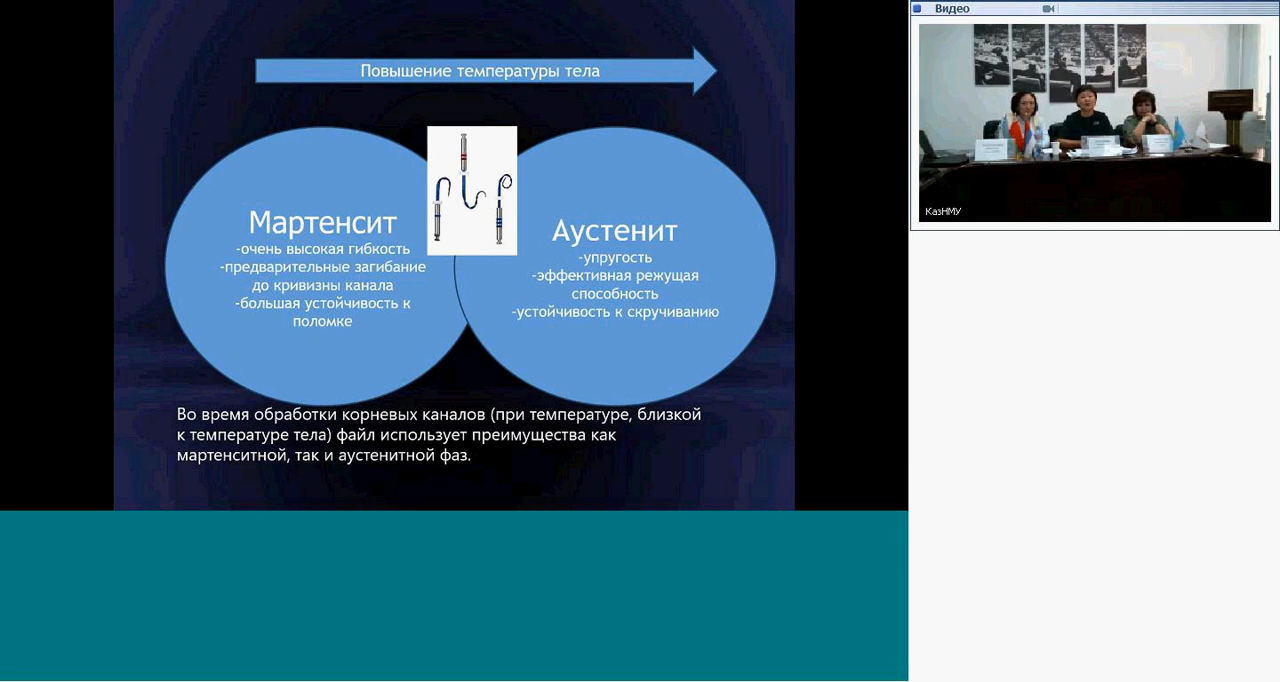 Видео
Повышение температуры тела
Мартенсит
-очень высокая гибкость
-предварительные загибание
до кривизны канала
-большая устойчивость к
поломке
Аустенит
-упругость
-эффективная режущая
способность
-устойчивость к скручиванию
Во время обработки корневых каналов (при температуре, близкой
к температуре тела) файл использует преимущества как
мартенситной, так и аустенитной фаз.
КазНМУ